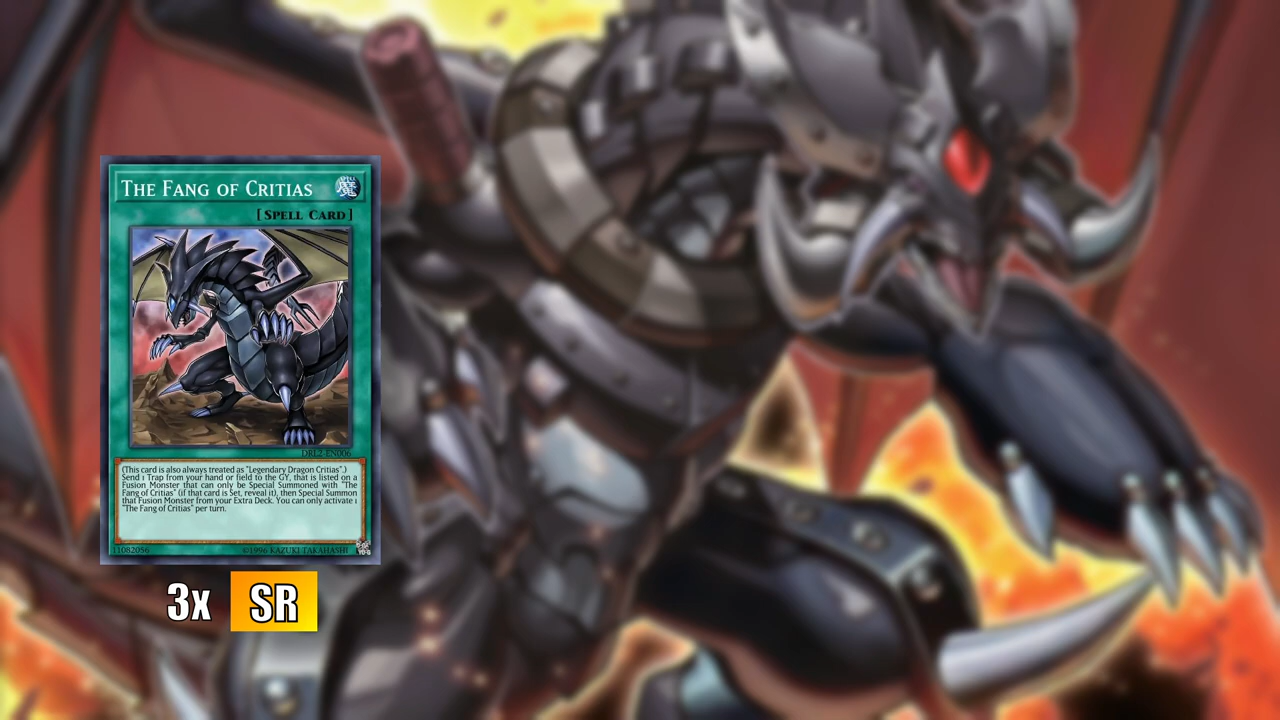 THE FANG OF CRITIAS
[SPELL CARD]
DRL2-EN006
(This card is also always treated as "Legendary Dragon Critias".)
Send 1 Trap from your hand or field to the GY, that is listed on a
Fusion Monster that can only be Special Summoned with "The
Fang of Critias" (if that card is Set, reveal it), then Special Summon
that Fusion Monster from your Extra Deck. You can only activate 1
"The Fang of Critias" per turn.
11082056 ©1996 KAZUKI TAKAHASHI
3x SR